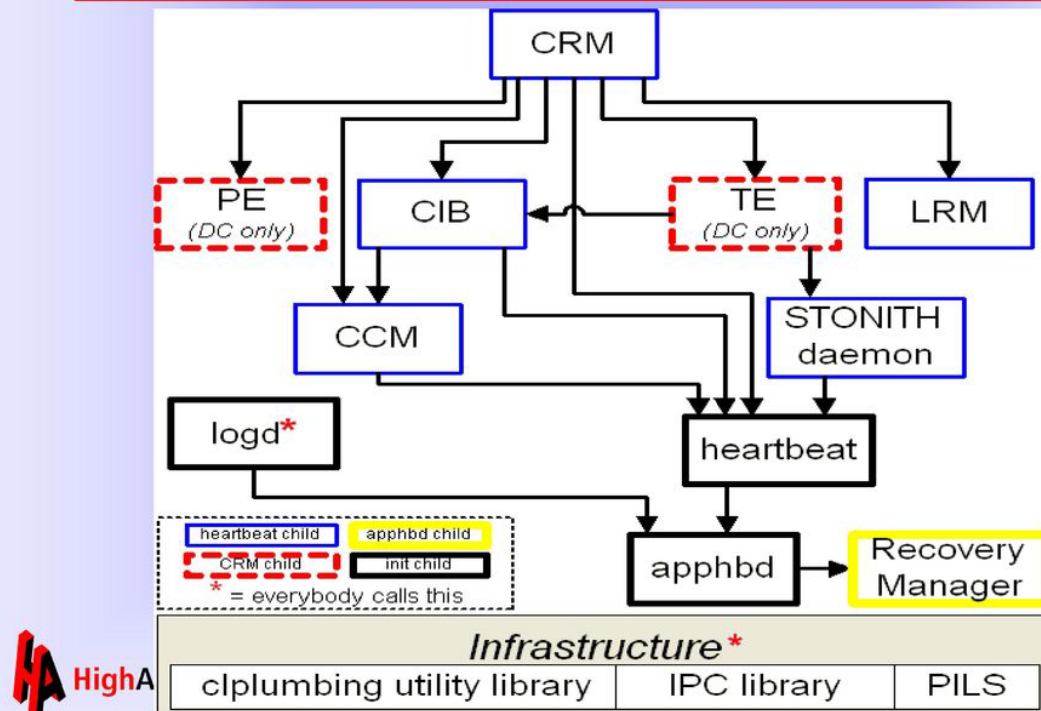 CRM
PE
(DC only)
CIB
TE
(DC only)
LRM
CCM
STONITH
daemon
logd*
heartbeat
heartbeat child
apphbd child
CRM child
init child
* = everybody calls this
apphbd
Recovery
Manager
Infrastructure*
HighA
clplumbing utility library
IPC library
PILS